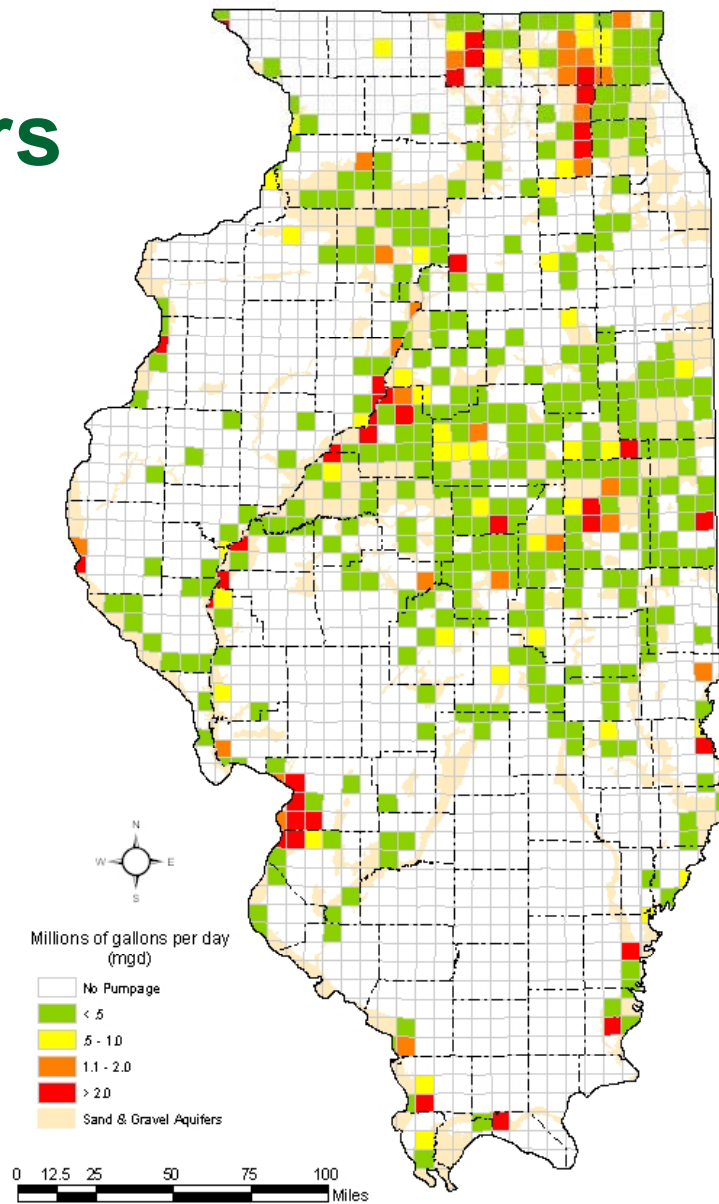 rs
N
W
E
S
Millions of gallons per day
(mgd)
No Pumpage
< .5
.5 - 1.0
1.1 - 2.0
> 2.0
Sand & Gravel Aquifers
0 12.5 25 50 75 100
Miles